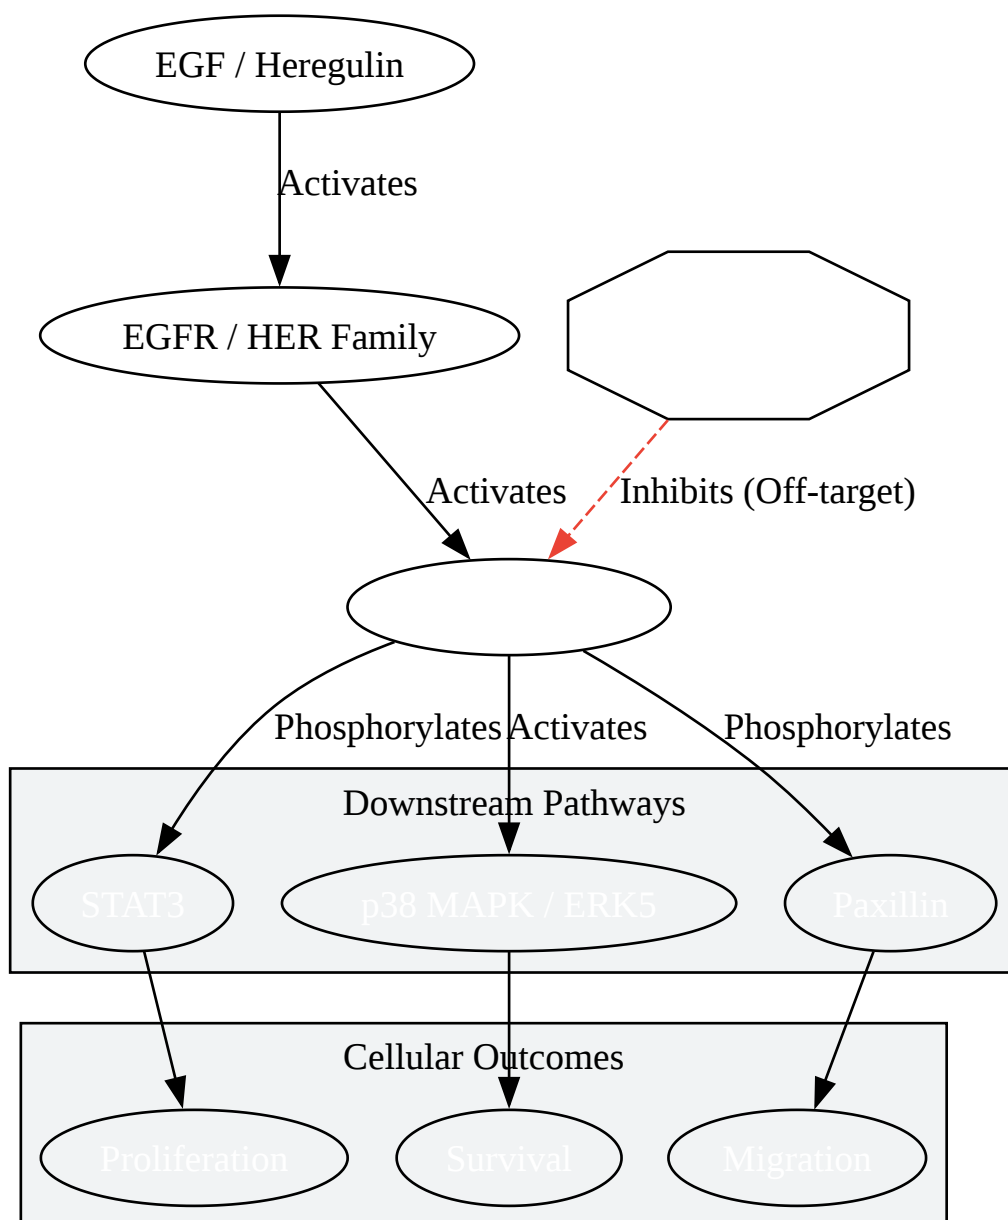 EGF / Heregulin
Activates
EGFR / HER Family
Activates
Inhibits (Off-target)
Phosphorylates
Activates
Phosphorylates
Downstream Pathways
STAT3
p38 MAPK / ERK5
Paxillin
Cellular Outcomes
Proliferation
Survival
Migration